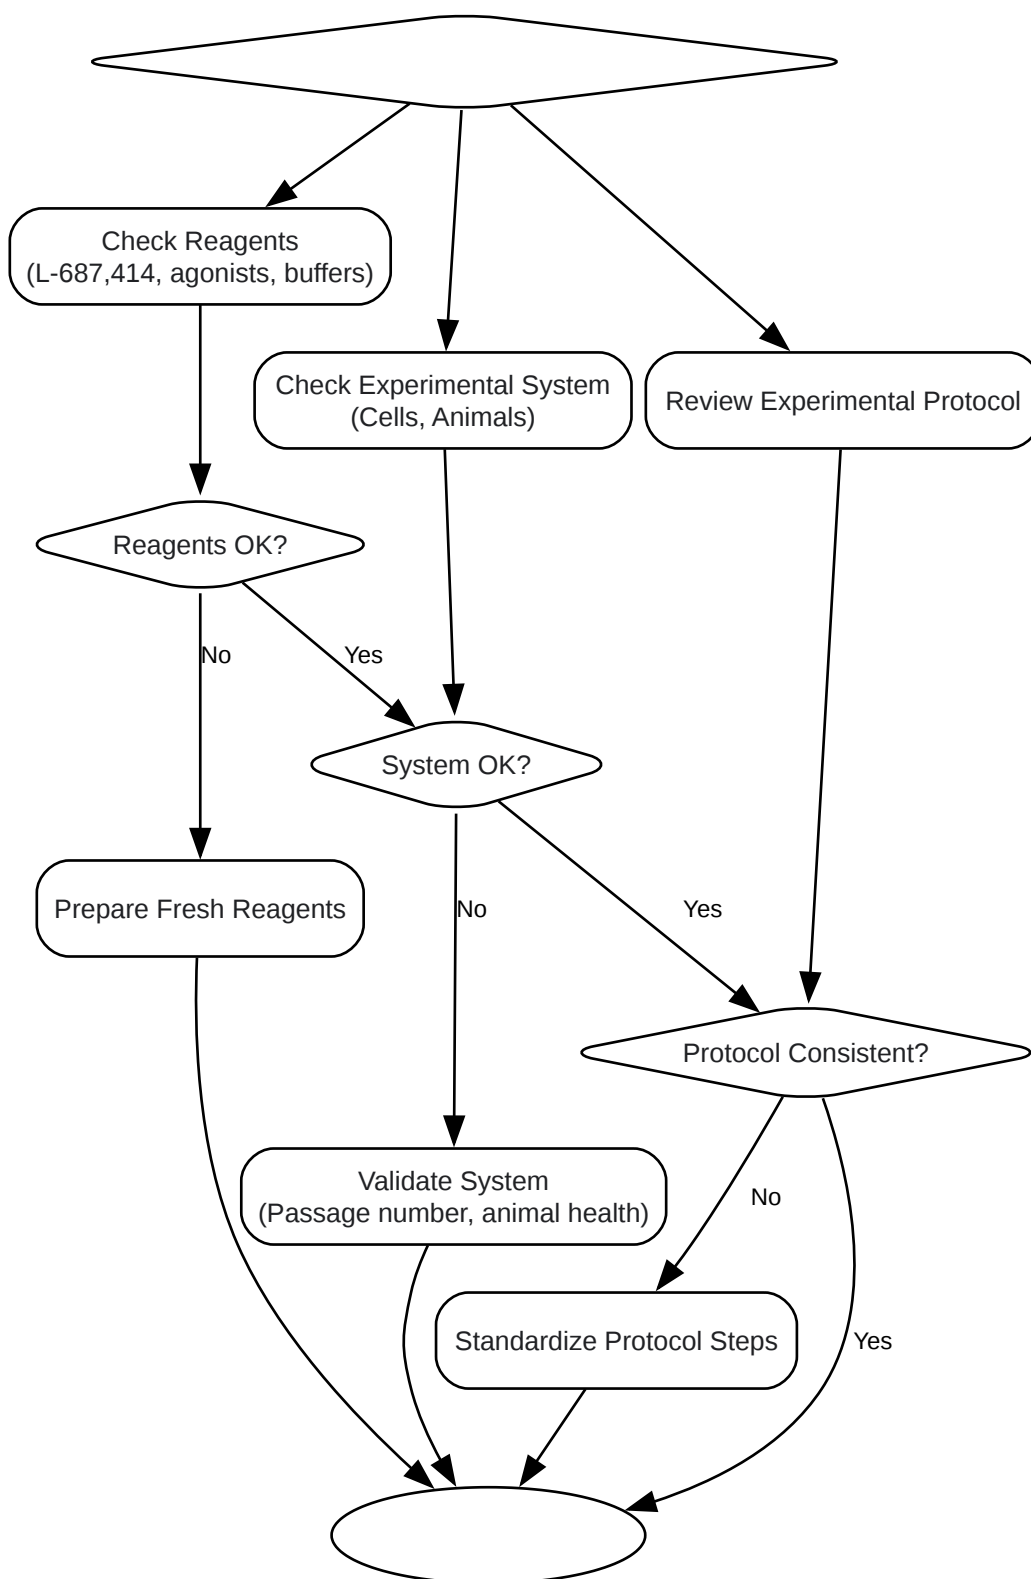 Check Reagents
(L-687,414, agonists, buffers)
Check Experimental System
(Cells, Animals)
Review Experimental Protocol
Reagents OK?
No
Yes
System OK?
Prepare Fresh Reagents
No
Yes
Protocol Consistent?
Validate System
(Passage number, animal health)
No
Standardize Protocol Steps
Yes